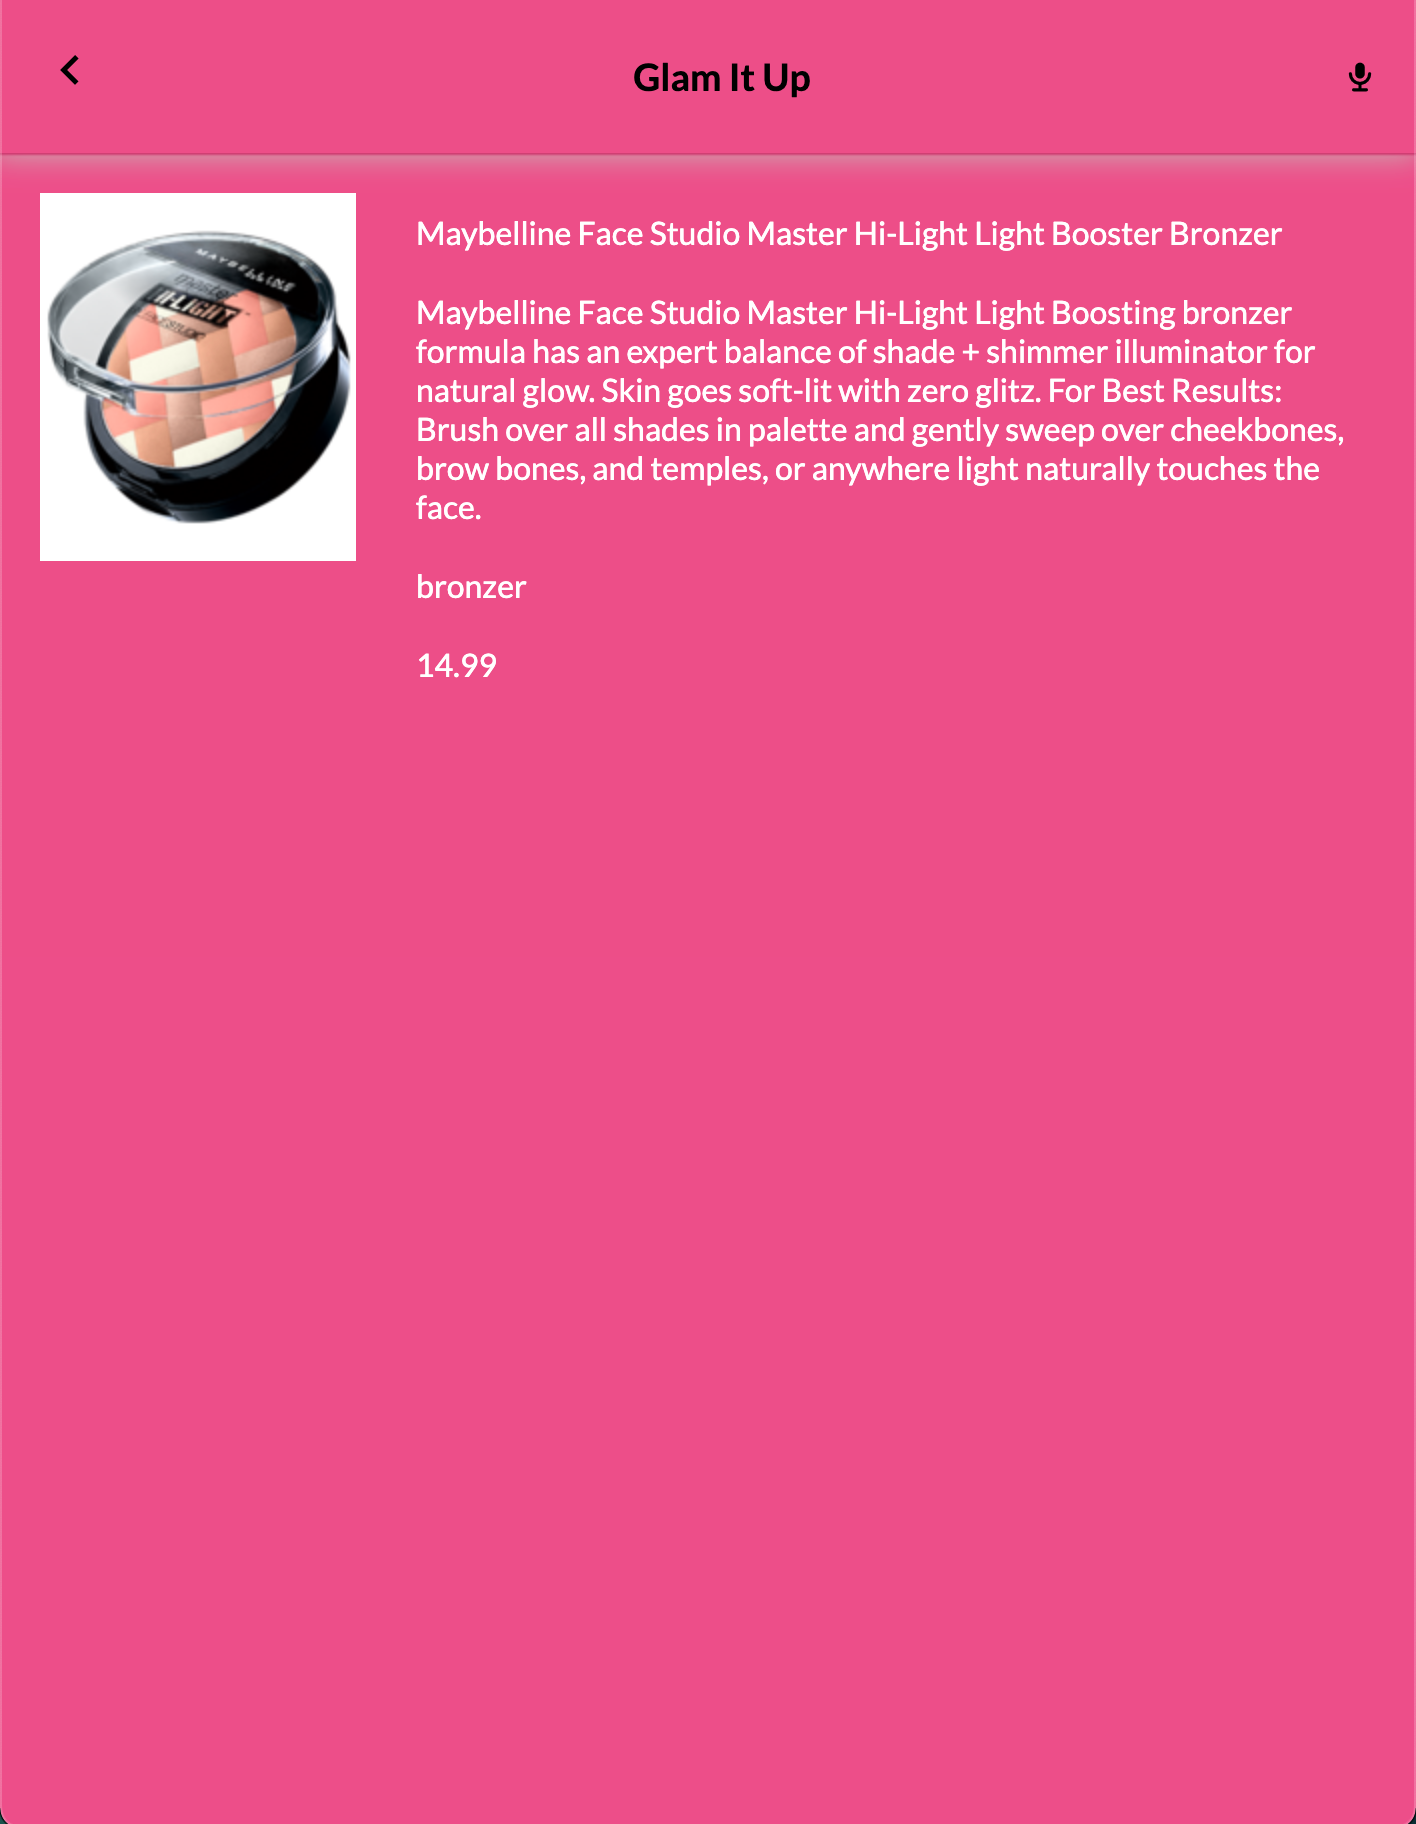 Glam It Up
MAYBELLINE
master
HI-LIGHT
FACESTUDIO
Maybelline Face Studio Master Hi-Light Light Booster Bronzer
Maybelline Face Studio Master Hi-Light Light Boosting bronzer
formula has an expert balance of shade + shimmer illuminator for
natural glow. Skin goes soft-lit with zero glitz. For Best Results:
Brush over all shades in palette and gently sweep over cheekbones,
brow bones, and temples, or anywhere light naturally touches the
face.
bronzer
14.99